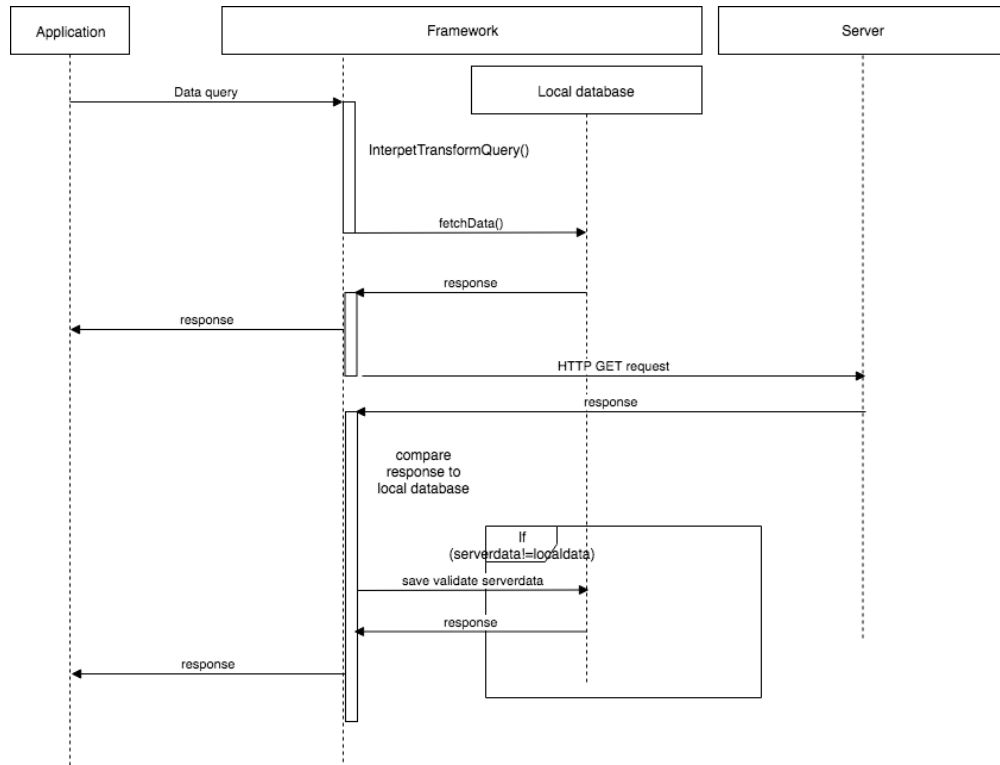 Application
Framework
Server
Local database
Data query
InterpetTransformQuery()
fetchData()
response
response
HTTP GET request
response
compare
response to
local database
If
(serverdata!=localdata)
save validate serverdata
response
response